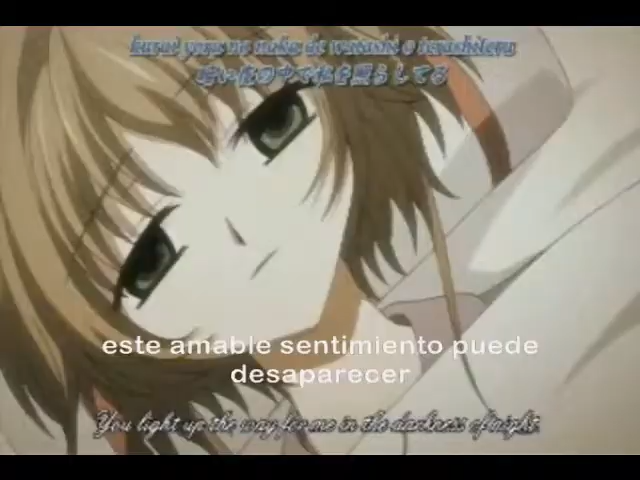 kurai yoru no naka de watashi o terashiteru
暗い夜の中で私を照らしてる
este amable sentimiento puede
desaparecer
You light up the way for me in the darkness of night.